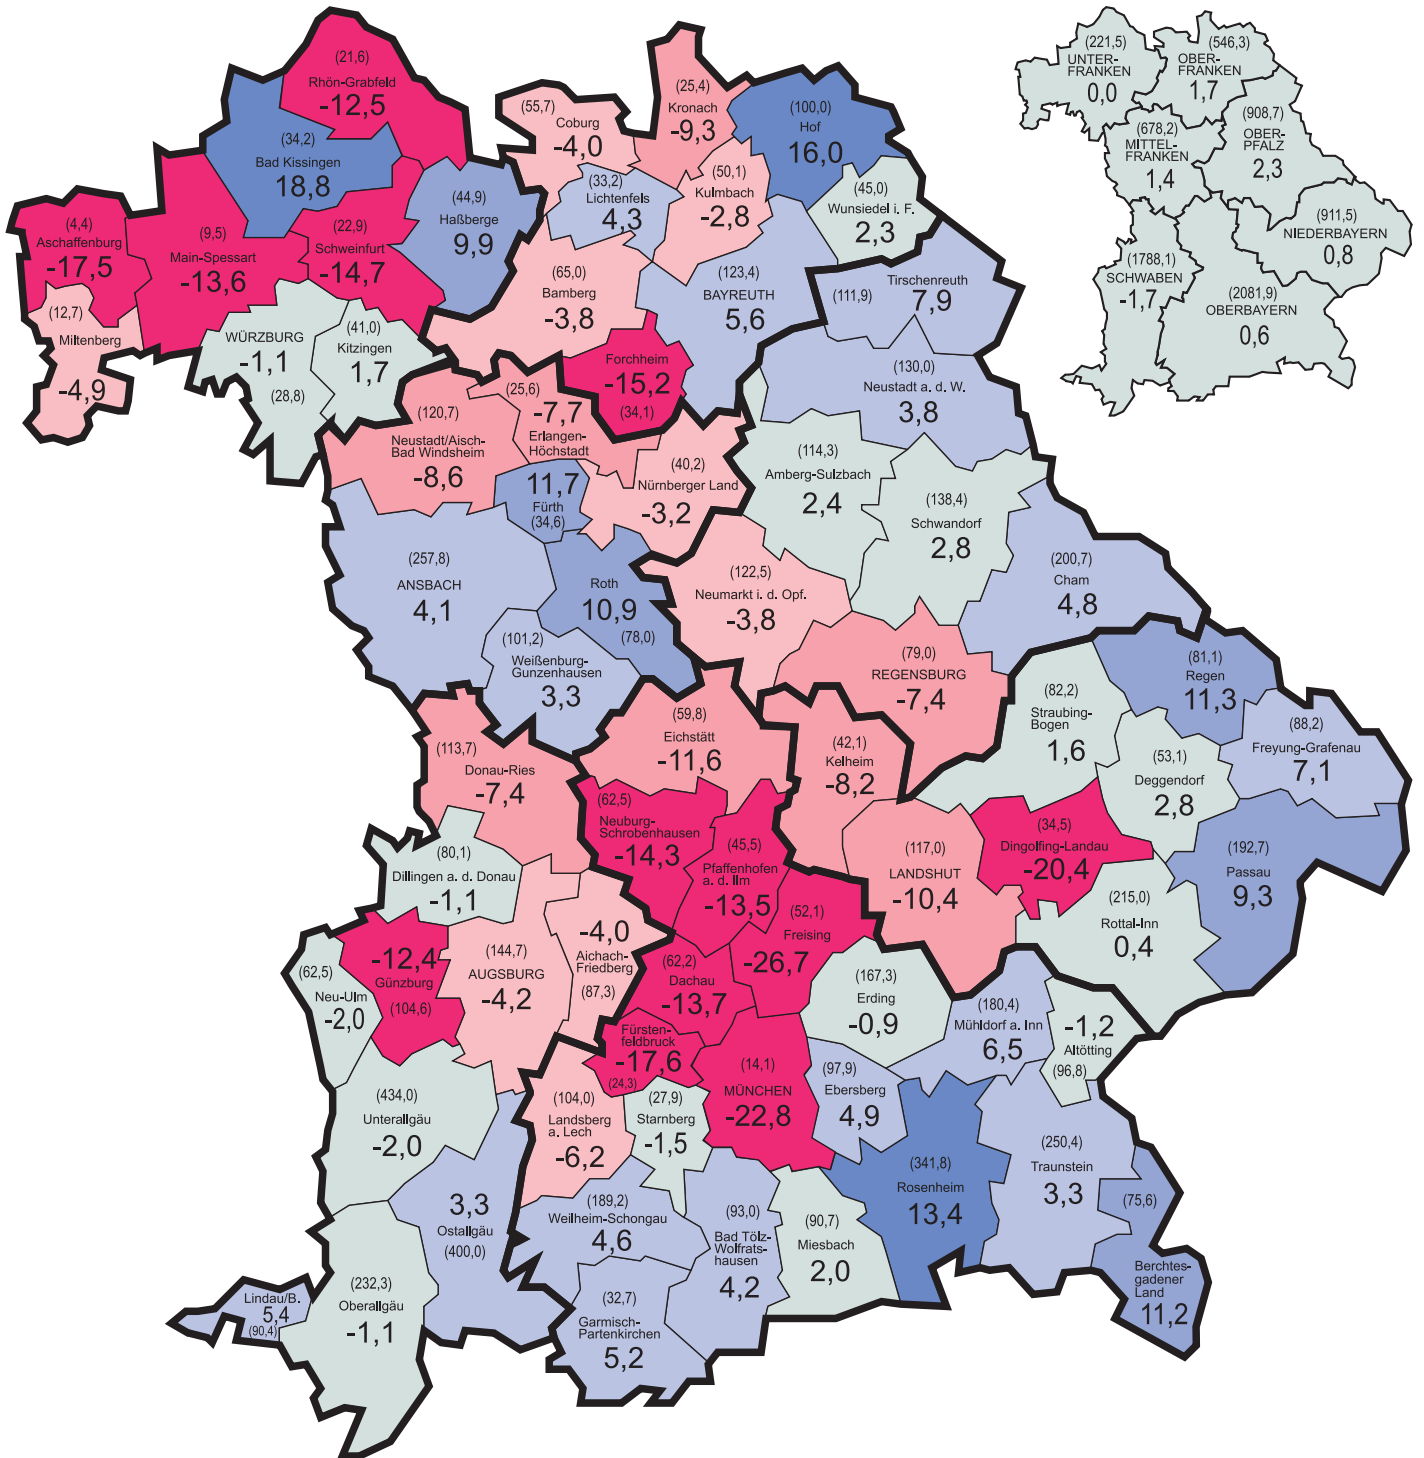 (21,6)
Rhön-Grabfeld
-12,5
(34,2)
Bad Kissingen
18,8
(44,9)
Haßberge
9,9
(4,4)
Aschaffenburg
-17,5
(9,5)
Main-Spessart
-13,6
(22,9)
Schweinfurt
-14,7
(12,7)
Miltenberg
-4,9
WÜRZBURG
-1,1
(28,8)
(41,0)
Kitzingen
1,7
(55,7)
Coburg
-4,0
(25,4)
Kronach
-9,3
(100,0)
Hof
16,0
(33,2)
Lichtenfels
4,3
(50,1)
Kulmbach
-2,8
(45,0)
Wunsiedel i. F.
2,3
(65,0)
Bamberg
-3,8
(123,4)
BAYREUTH
5,6
Forchheim
-15,2
(34,1)
(111,9)
Tirschenreuth
7,9
(130,0)
Neustadt a. d. W.
3,8
(114,3)
Amberg-Sulzbach
2,4
(138,4)
Schwandorf
2,8
(200,7)
Cham
4,8
(122,5)
Neumarkt i. d. Opf.
-3,8
(79,0)
REGENSBURG
-7,4
(120,7)
Neustadt/Aisch-
Bad Windsheim
-8,6
(25,6)
-7,7
Erlangen-
Höchstadt
11,7
Fürth
(34,6)
(40,2)
Nürnberger Land
-3,2
(257,8)
ANSBACH
4,1
Roth
10,9
(78,0)
(101,2)
Weißenburg-
Gunzenhausen
3,3
(82,2)
Straubing-
Bogen
1,6
(81,1)
Regen
11,3
(88,2)
Freyung-Grafenau
7,1
(53,1)
Deggendorf
2,8
(42,1)
Kelheim
-8,2
(117,0)
LANDSHUT
-10,4
(34,5)
Dingolfing-Landau
-20,4
(192,7)
Passau
9,3
(215,0)
Rottal-Inn
0,4
(113,7)
Donau-Ries
-7,4
(80,1)
Dillingen a. d. Donau
-1,1
-12,4
Günzburg
(104,6)
(62,5)
Neu-Ulm
-2,0
(144,7)
AUGSBURG
-4,2
-4,0
Aichach-
Friedberg
(87,3)
(434,0)
Unterallgäu
-2,0
3,3
Ostallgäu
(400,0)
(232,3)
Oberallgäu
-1,1
Lindau/B.
5,4
(90,4)
(59,8)
Eichstätt
-11,6
(62,5)
Neuburg-
Schrobenhausen
-14,3
(45,5)
Pfaffenhofen
a. d. Ilm
-13,5
(52,1)
Freising
-26,7
(62,2)
Dachau
-13,7
(167,3)
Erding
-0,9
(180,4)
Mühldorf a. Inn
6,5
-1,2
Altötting
(96,8)
Fürsten-
feldbruck
-17,6
(24,3)
(14,1)
MÜNCHEN
-22,8
(97,9)
Ebersberg
4,9
(104,0)
Landsberg
a. Lech
-6,2
(27,9)
Starnberg
-1,5
(341,8)
Rosenheim
13,4
(250,4)
Traunstein
3,3
(75,6)
Berchtes-
gadener
Land
11,2
(189,2)
Weilheim-Schongau
4,6
(93,0)
Bad Tölz-
Wolfrats-
hausen
4,2
(90,7)
Miesbach
2,0
(32,7)
Garmisch-
Partenkirchen
5,2
(221,5)
UNTER-
FRANKEN
0,0
(546,3)
OBER-
FRANKEN
1,7
(678,2)
MITTEL-
FRANKEN
1,4
(908,7)
OBER-
PFALZ
2,3
(911,5)
NIEDERBAYERN
0,8
(1788,1)
SCHWABEN
-1,7
(2081,9)
OBERBAYERN
0,6